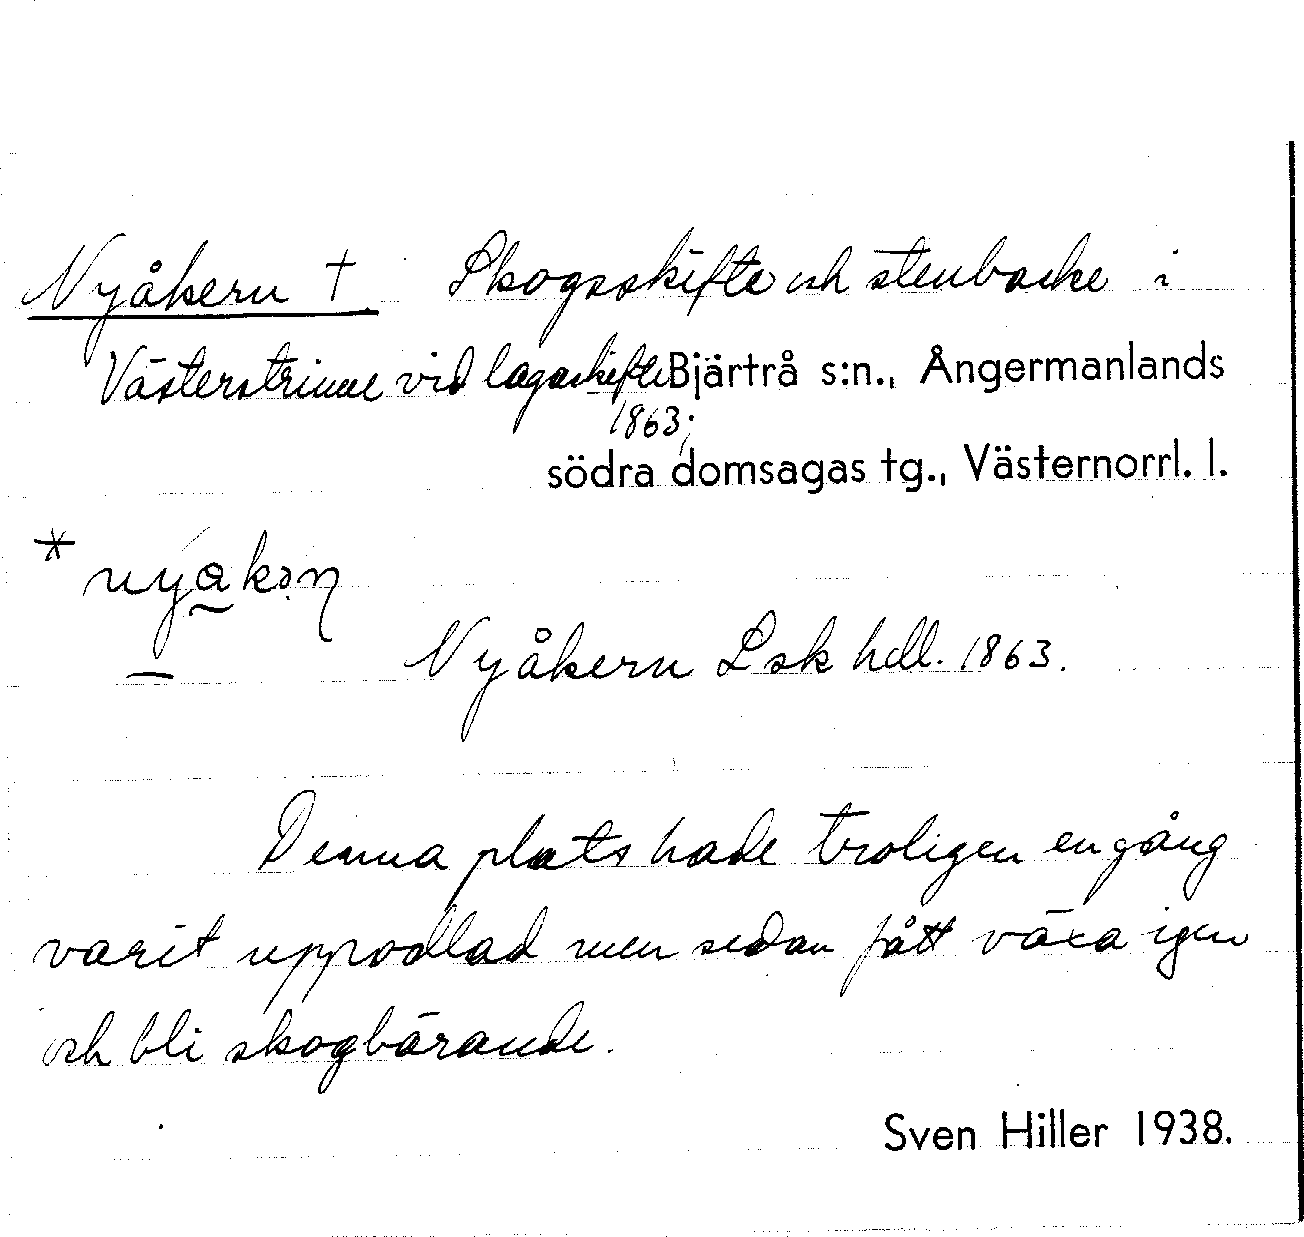 Nyåkern † Skogsskifte och stenbacke i
Västerstrinne vid lagaskifte Bjärtrå s:n., Ångermanlands
1863;
södra domsagas tg., Västernorrl. l.
*
Nyåkern Lsk hdl. 1863.
Denna plats hade troligen en gång
varit uppodlad men sedan fått växa igen
och bli skogbärande.
Sven Hiller 1938.